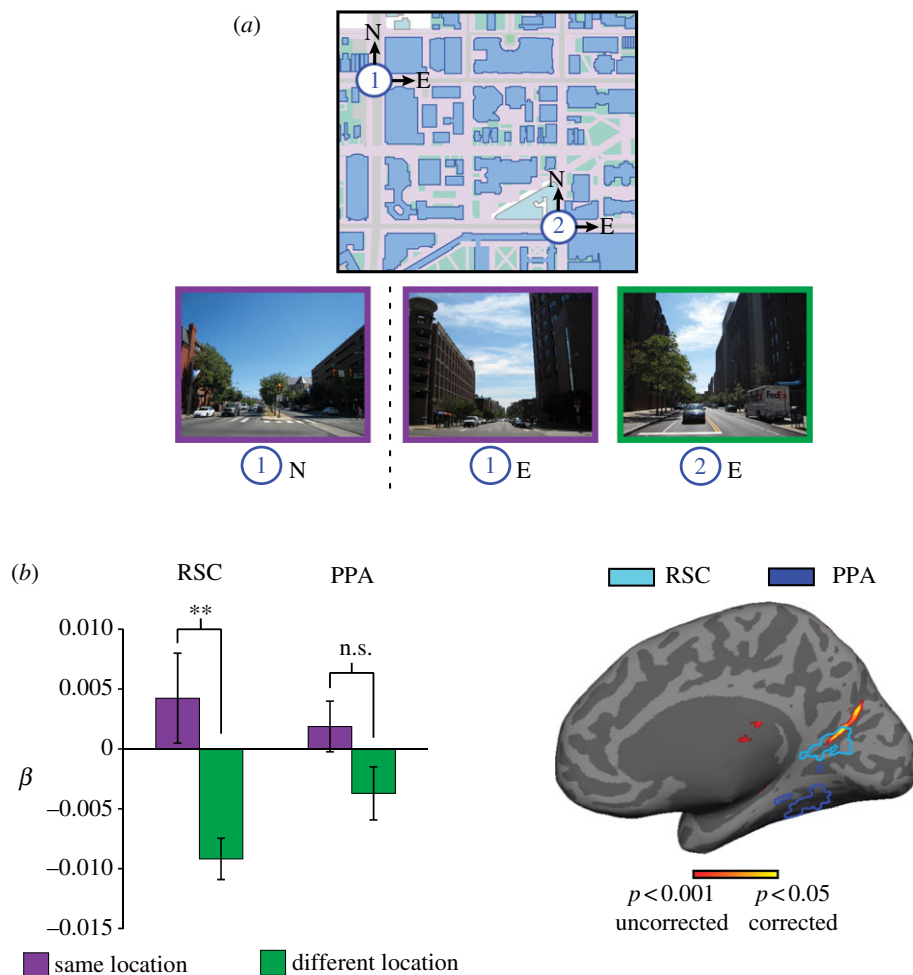 (a)
N
1
E
N
2
E
1 N
1 E
2 E
FedEx
(b)
RSC
PPA
RSC
PPA
**
n.s.
0.010
0.005
0
β
–0.005
–0.010
–0.015
same location
different location
p<0.001
uncorrected
p<0.05
corrected